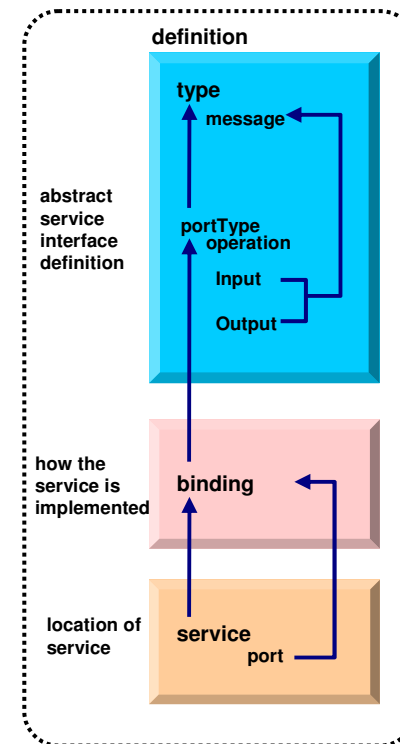 definition
type
message
abstract
service
interface
definition
portType
operation
Input
Output
how the
service is
implemented
binding
location of
service
service
port